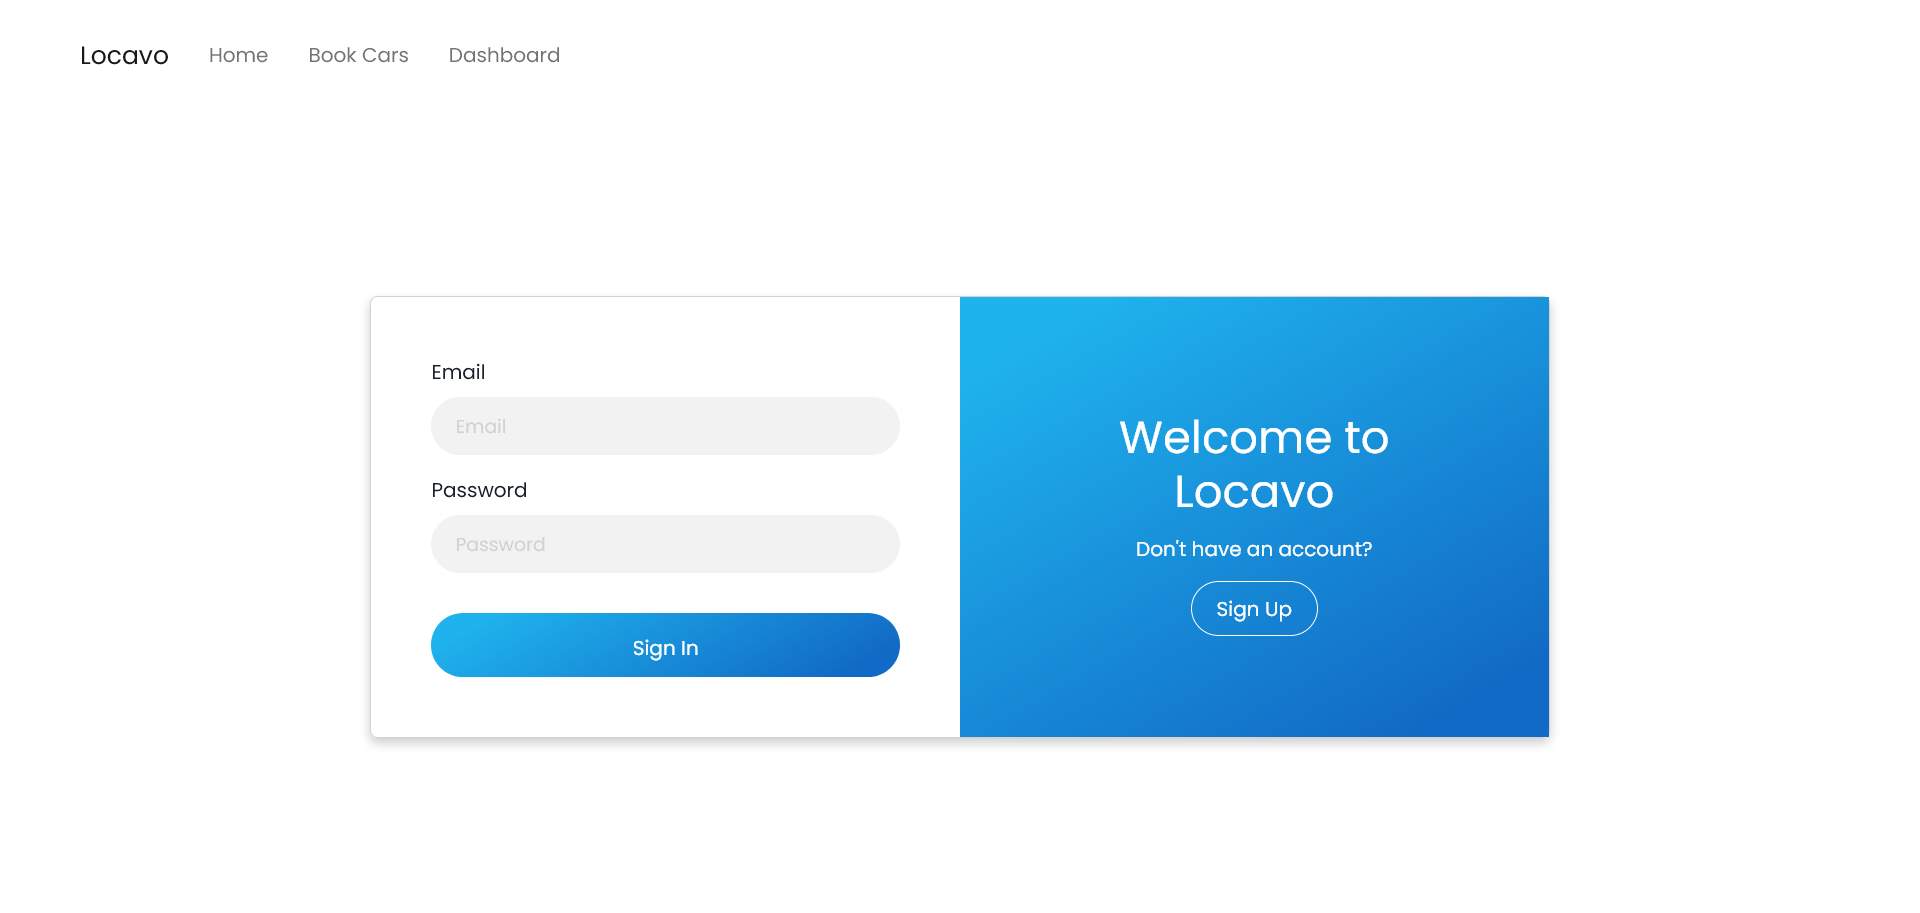 Locavo Home Book Cars Dashboard
Email
Email
Password
Password
Sign In
Welcome to
Locavo
Don't have an account?
Sign Up